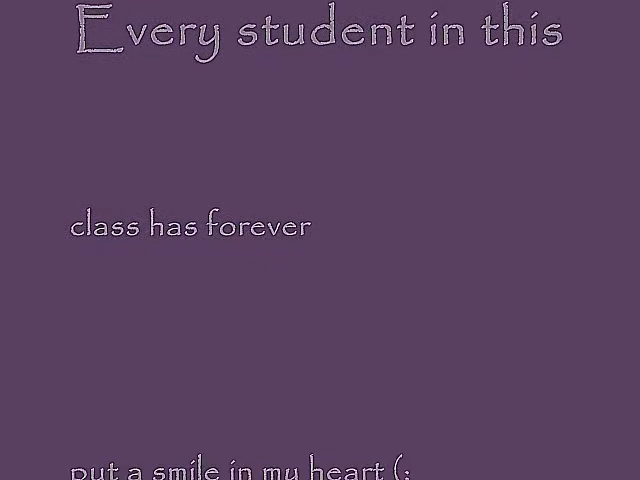 Every student in this
class has forever
put a smile in my heart (: